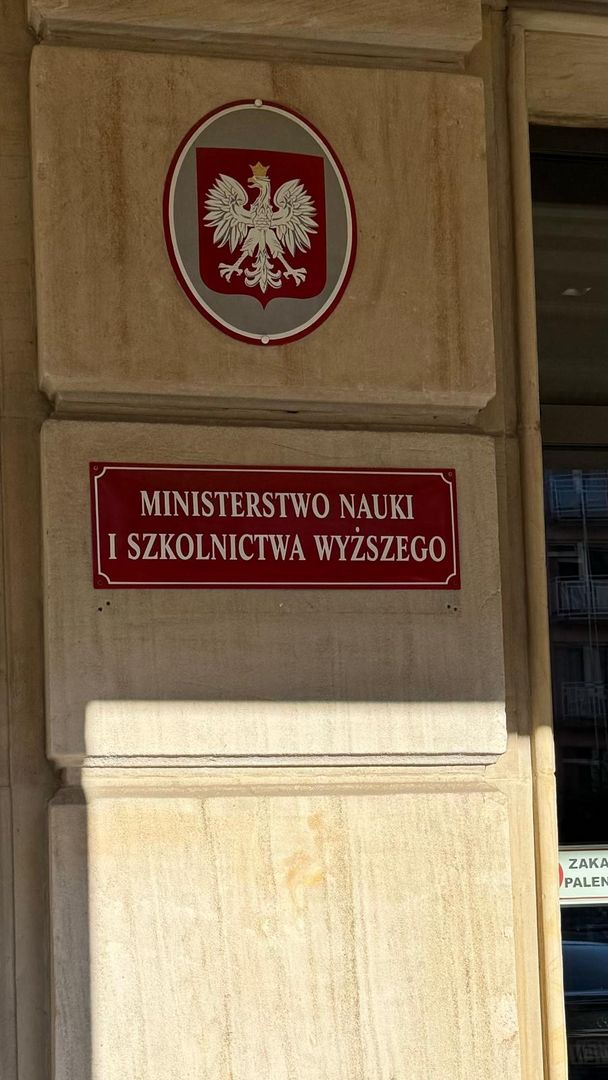 MINISTERSTWO NAUKI
I SZKOLNICTWA WYŻSZEGO
ZAKA
PALEN